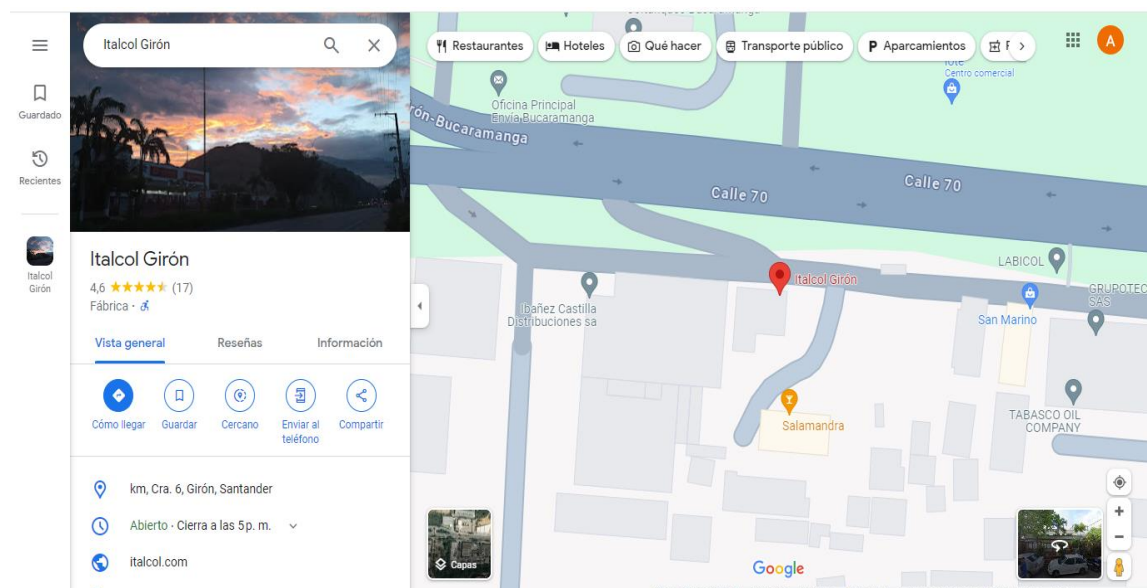 Italcol Girón
Guardado
Recientes
Italcol
Girón
Italcol Girón
4,6 (17)
Fábrica ·
Vista general
Reseñas
Información
Cómo llegar
Guardar
Cercano
Enviar al
teléfono
Compartir
km, Cra. 6, Girón, Santander
Abierto · Cierra a las 5 p. m.
italcol.com
Restaurantes
Hoteles
Qué hacer
Transporte público
P Aparcamientos
A
Centro comercial
Oficina Principal
Envía Bucaramanga
rón-Bucaramanga
Calle 70
Calle 70
LABICOL
Italcol Girón
GRUPOTEC
SAS
Ibañez Castilla
Distribuciones sa
San Marino
Salamandra
TABASCO OIL
COMPANY
Capas
Google